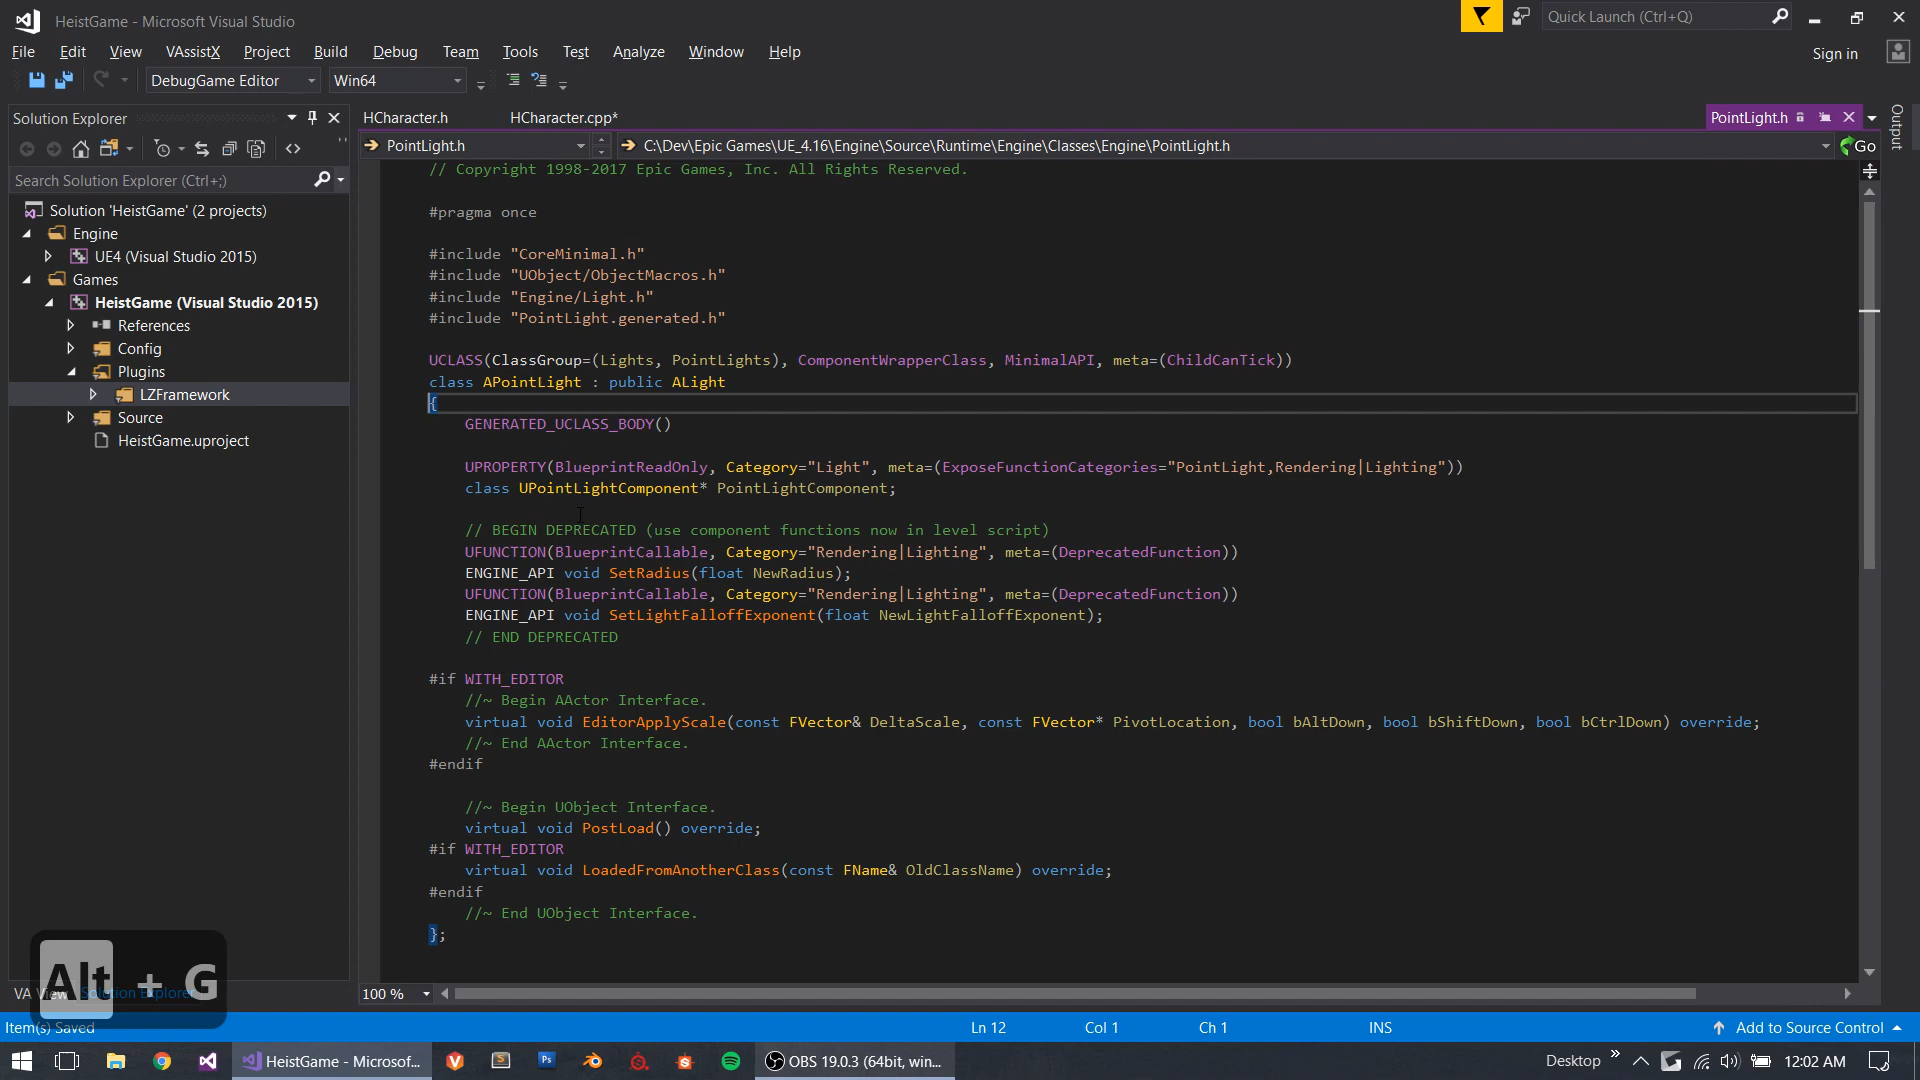 HeistGame - Microsoft Visual Studio
Quick Launch (Ctrl+Q)
File Edit View VAssistX Project Build Debug Team Tools Test Analyze Window Help
Sign in
DebugGame Editor Win64
Solution Explorer
HCharacter.h HCharacter.cpp* PointLight.h
Output
PointLight.h C:\Dev\Epic Games\UE_4.16\Engine\Source\Runtime\Engine\Classes\Engine\PointLight.h Go
Search Solution Explorer (Ctrl+;)
Solution 'HeistGame' (2 projects)
Engine
UE4 (Visual Studio 2015)
Games
HeistGame (Visual Studio 2015)
References
Config
Plugins
LZFramework
Source
HeistGame.uproject
// Copyright 1998-2017 Epic Games, Inc. All Rights Reserved.
#pragma once
#include "CoreMinimal.h"
#include "UObject/ObjectMacros.h"
#include "Engine/Light.h"
#include "PointLight.generated.h"
UCLASS(ClassGroup=(Lights, PointLights), ComponentWrapperClass, MinimalAPI, meta=(ChildCanTick))
class APointLight : public ALight
{
GENERATED_UCLASS_BODY()
UPROPERTY(BlueprintReadOnly, Category="Light", meta=(ExposeFunctionCategories="PointLight,Rendering|Lighting"))
class UPointLightComponent* PointLightComponent;
// BEGIN DEPRECATED (use component functions now in level script)
UFUNCTION(BlueprintCallable, Category="Rendering|Lighting", meta=(DeprecatedFunction))
ENGINE_API void SetRadius(float NewRadius);
UFUNCTION(BlueprintCallable, Category="Rendering|Lighting", meta=(DeprecatedFunction))
ENGINE_API void SetLightFalloffExponent(float NewLightFalloffExponent);
// END DEPRECATED
#if WITH_EDITOR
//~ Begin AActor Interface.
virtual void EditorApplyScale(const FVector& DeltaScale, const FVector* PivotLocation, bool bAltDown, bool bShiftDown, bool bCtrlDown) override;
//~ End AActor Interface.
#endif
//~ Begin UObject Interface.
virtual void PostLoad() override;
#if WITH_EDITOR
virtual void LoadedFromAnotherClass(const FName& OldClassName) override;
#endif
//~ End UObject Interface.
};
Alt + G
VA View Solution Explorer
100 %
Item(s) Saved Ln 12 Col 1 Ch 1 INS Add to Source Control
HeistGame - Microsof... OBS 19.0.3 (64bit, win... Desktop 12:02 AM